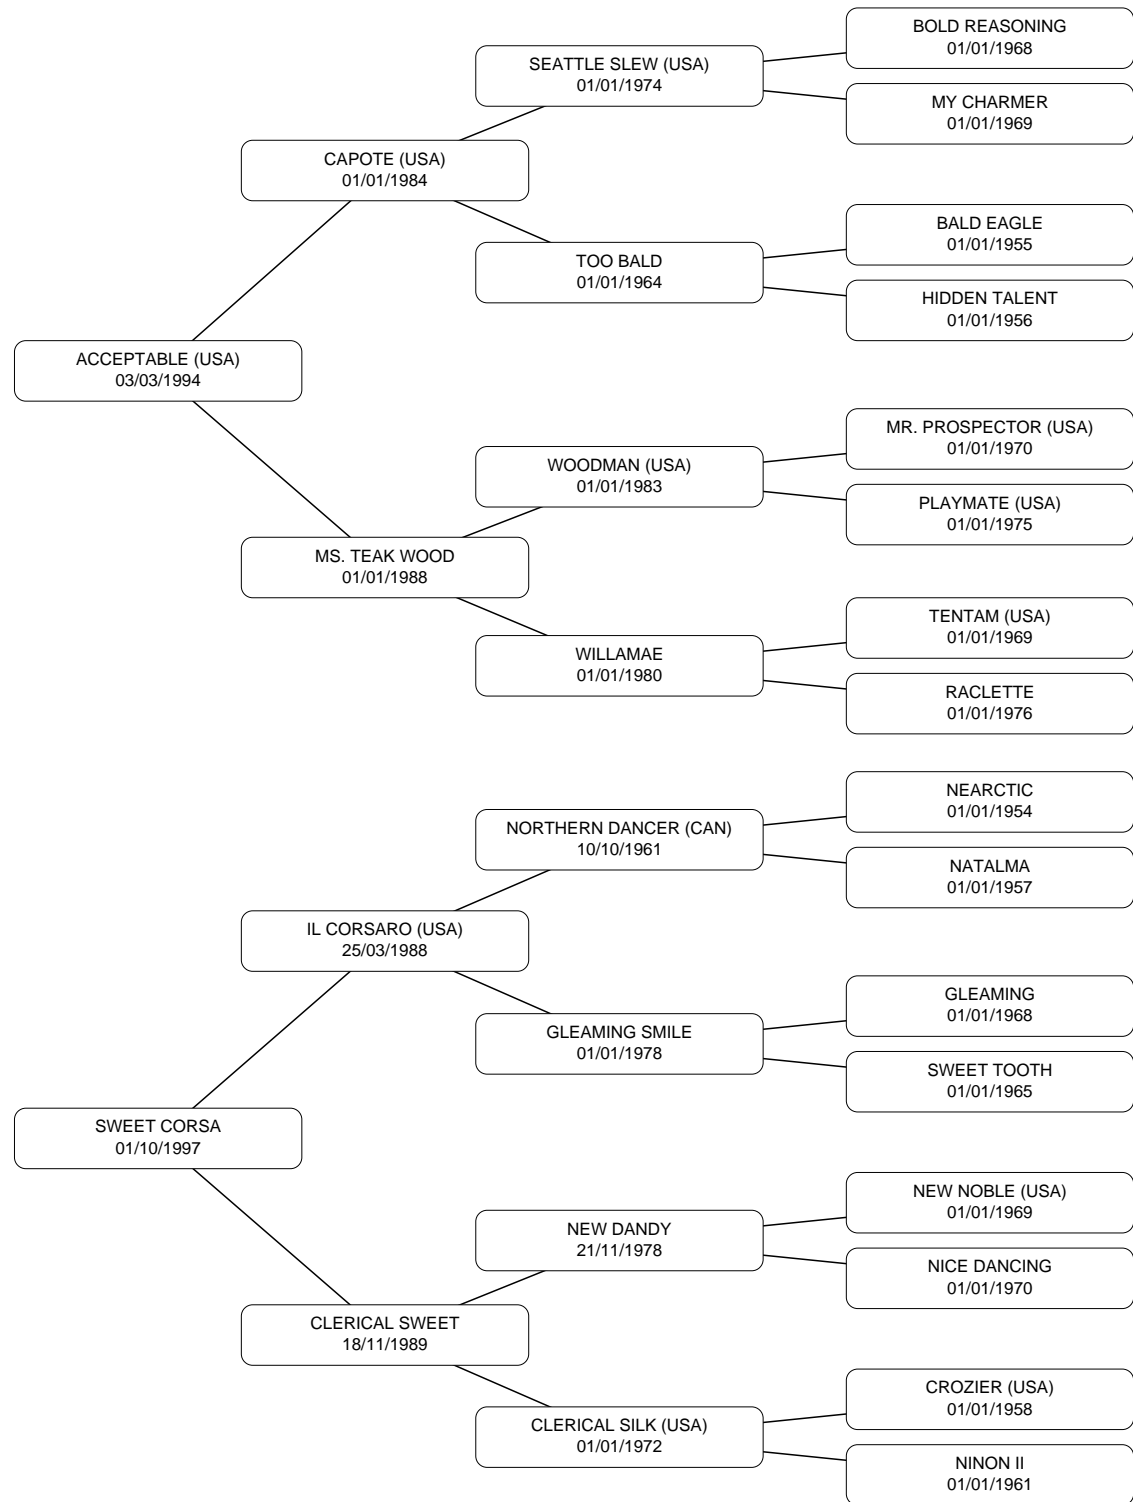 BOLD REASONING
01/01/1968
SEATTLE SLEW (USA)
01/01/1974
MY CHARMER
01/01/1969
CAPOTE (USA)
01/01/1984
BALD EAGLE
01/01/1955
TOO BALD
01/01/1964
HIDDEN TALENT
01/01/1956
ACCEPTABLE (USA)
03/03/1994
MR. PROSPECTOR (USA)
01/01/1970
WOODMAN (USA)
01/01/1983
PLAYMATE (USA)
01/01/1975
MS. TEAK WOOD
01/01/1988
TENTAM (USA)
01/01/1969
WILLAMAE
01/01/1980
RACLETTE
01/01/1976
NEARCTIC
01/01/1954
NORTHERN DANCER (CAN)
10/10/1961
NATALMA
01/01/1957
IL CORSARO (USA)
25/03/1988
GLEAMING
01/01/1968
GLEAMING SMILE
01/01/1978
SWEET TOOTH
01/01/1965
SWEET CORSA
01/10/1997
NEW NOBLE (USA)
01/01/1969
NEW DANDY
21/11/1978
NICE DANCING
01/01/1970
CLERICAL SWEET
18/11/1989
CROZIER (USA)
01/01/1958
CLERICAL SILK (USA)
01/01/1972
NINON II
01/01/1961